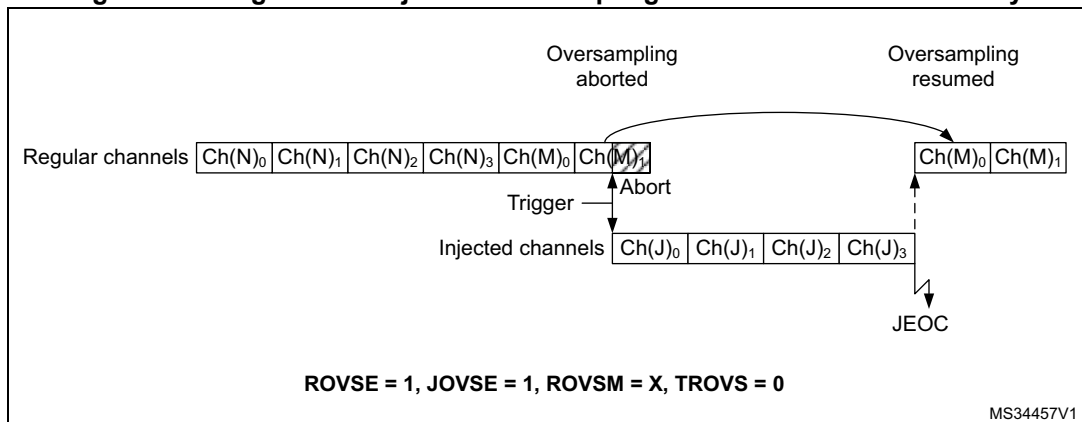 Oversampling
aborted
Oversampling
resumed
Regular channels Ch(N)₀ Ch(N)₁ Ch(N)₂ Ch(N)₃ Ch(M)₀ Ch(M)₁ Ch(M)₀ Ch(M)₁
Abort
Trigger
Injected channels Ch(J)₀ Ch(J)₁ Ch(J)₂ Ch(J)₃
JEOC
ROVSE = 1, JOVSE = 1, ROVSM = X, TROVS = 0
MS34457V1